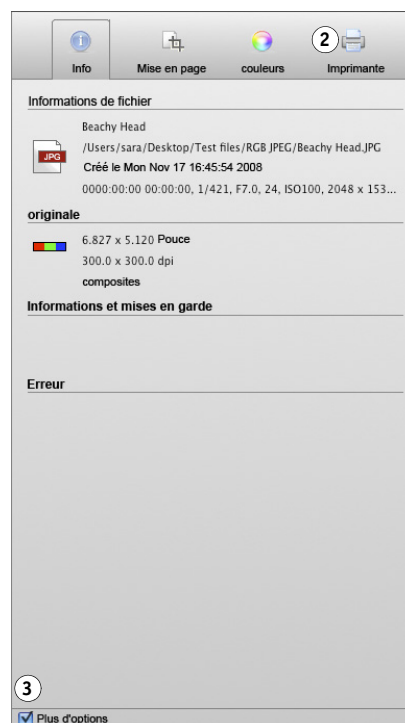 2
Info Mise en page couleurs Imprimante
Informations de fichier
Beachy Head
JPG
/Users/sara/Desktop/Test files/RGB JPEG/Beachy Head.JPG
Créé le Mon Nov 17 16:45:54 2008
0000:00:00 00:00:00, 1/421, F7.0, 24, ISO100, 2048 x 153...
originale
6.827 x 5.120 Pouce
300.0 x 300.0 dpi
composites
Informations et mises en garde
Erreur
3
Plus d'options